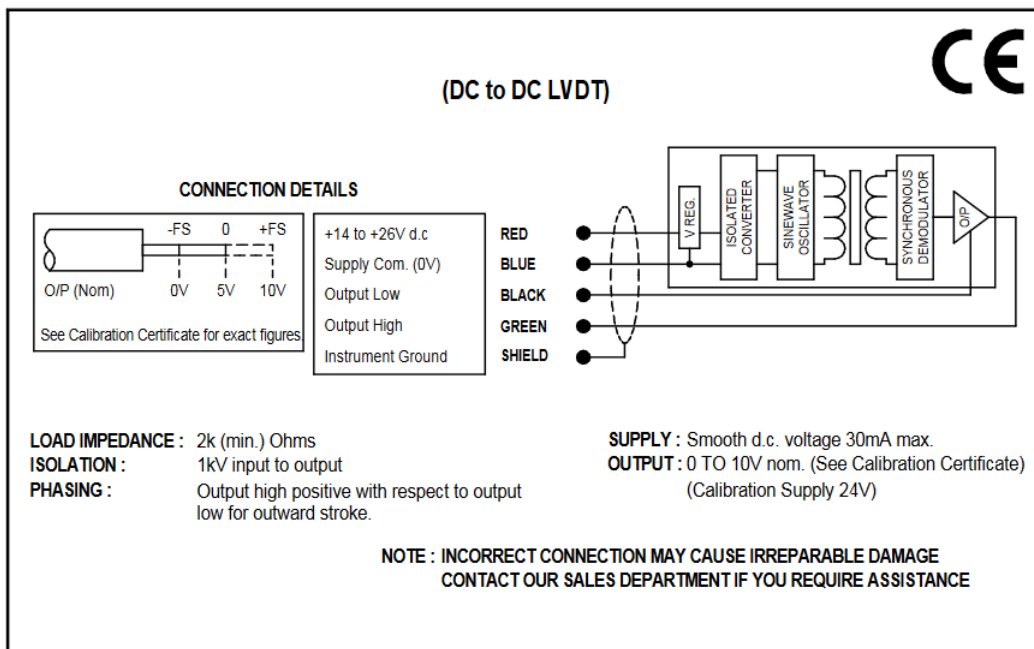 CE
(DC to DC LVDT)
CONNECTION DETAILS
-FS 0 +FS
O/P (Nom) 0V 5V 10V
See Calibration Certificate for exact figures.
+14 to +26V d.c RED
Supply Com. (0V) BLUE
Output Low BLACK
Output High GREEN
Instrument Ground SHIELD
V REG.
ISOLATED
CONVERTER
SINEWAVE
OSCILLATOR
SYNCHRONOUS
DEMODULATOR
O/P
LOAD IMPEDANCE : 2k (min.) Ohms
ISOLATION : 1kV input to output
PHASING : Output high positive with respect to output
low for outward stroke.
SUPPLY : Smooth d.c. voltage 30mA max.
OUTPUT : 0 TO 10V nom. (See Calibration Certificate)
(Calibration Supply 24V)
NOTE : INCORRECT CONNECTION MAY CAUSE IRREPARABLE DAMAGE
CONTACT OUR SALES DEPARTMENT IF YOU REQUIRE ASSISTANCE